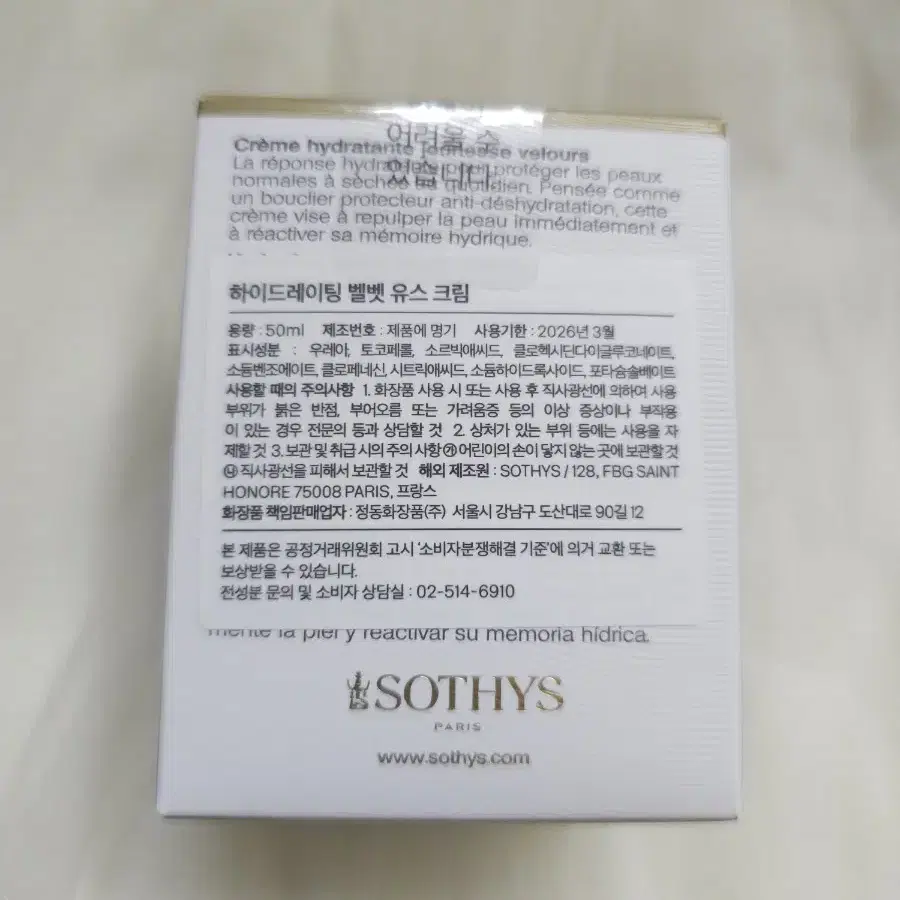 어려울 수
있습니다.
Crème hydratante jeunesse velours
La réponse hydratante pour protéger les peaux
normales à sèches au quotidien. Pensée comme
un bouclier protecteur anti-déshydratation, cette
crème vise à repulper la peau immédiatement et
à réactiver sa mémoire hydrique.
하이드레이팅 벨벳 유스 크림
용량 : 50ml 제조번호 : 제품에 명기 사용기한 : 2026년 3월
표시성분 : 우레아, 토코페롤, 소르빅애씨드, 클로헥시딘다이글루코네이트,
소듐벤조에이트, 클로페네신, 시트릭애씨드, 소듐하이드록사이드, 포타슘솔베이트
사용할 때의 주의사항 1. 화장품 사용 시 또는 사용 후 직사광선에 의하여 사용
부위가 붉은 반점, 부어오름 또는 가려움증 등의 이상 증상이나 부작용
이 있는 경우 전문의 등과 상담할 것 2. 상처가 있는 부위 등에는 사용을 자
제할 것 3. 보관 및 취급 시의 주의 사항 ㉮ 어린이의 손이 닿지 않는 곳에 보관할 것
㉯ 직사광선을 피해서 보관할 것 해외 제조원 : SOTHYS / 128, FBG SAINT
HONORE 75008 PARIS, 프랑스
화장품 책임판매업자 : 정동화장품(주) 서울시 강남구 도산대로 90길 12
본 제품은 공정거래위원회 고시 '소비자분쟁해결 기준'에 의거 교환 또는
보상받을 수 있습니다.
전성분 문의 및 소비자 상담실 : 02-514-6910
mente la piel y reactivar su memoria hídrica.
SOTHYS
PARIS
www.sothys.com